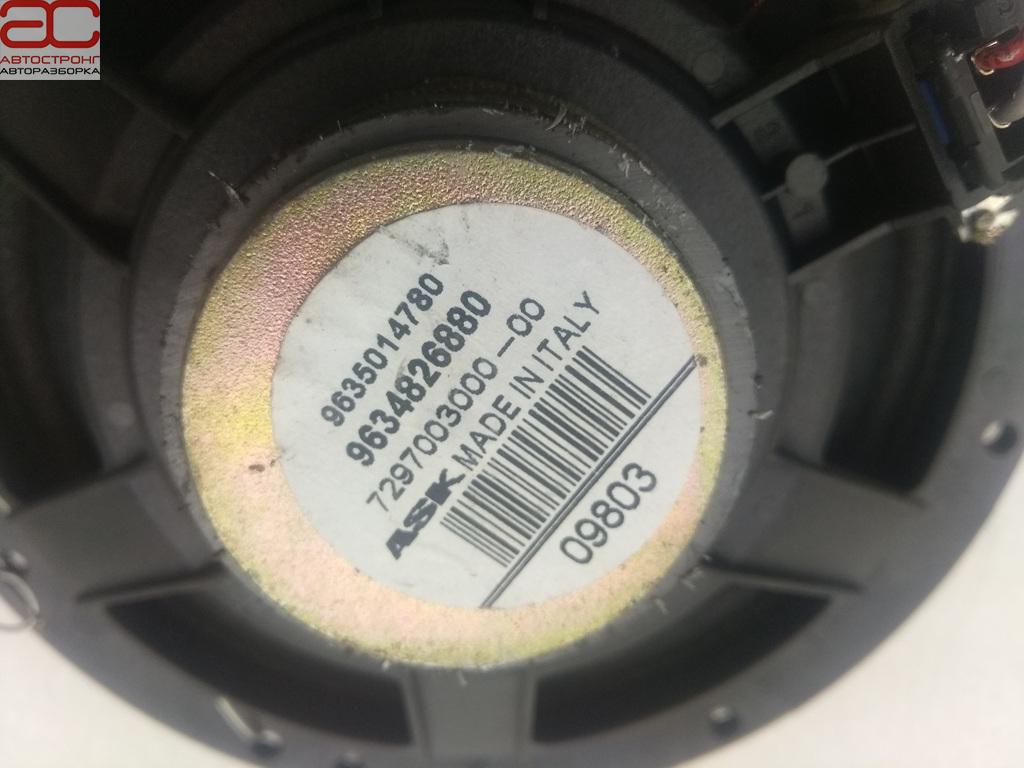 АС
АВТОСТРОНГ
АВТОРАЗБОРКА
9635014780
9634826880
7297003000-00
ASK MADE IN ITALY
09803